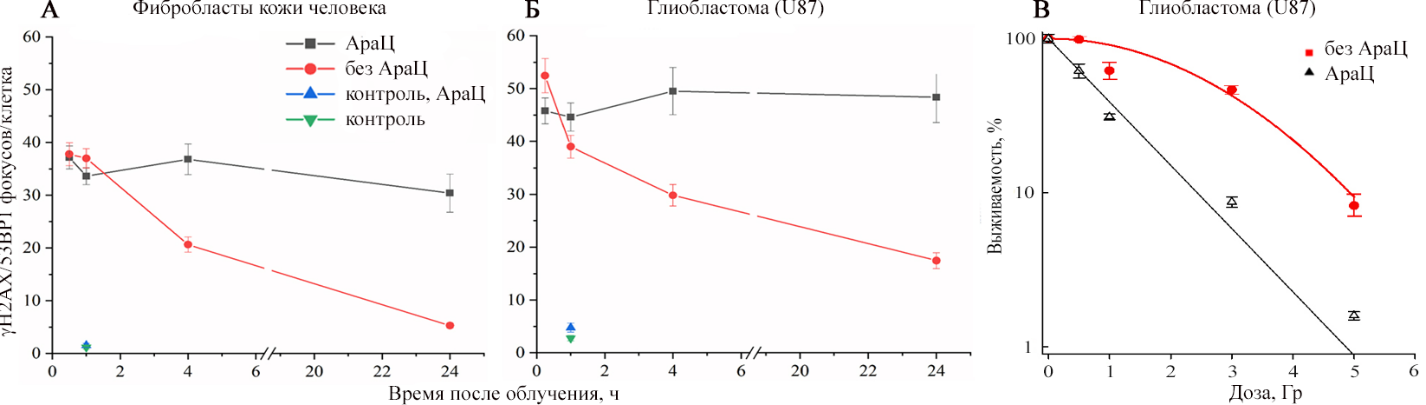 А Фибробласты кожи человека
Б Глиобластома (U87)
В Глиобластома (U87)
γH2AX/53BP1 фокусов/клетка
60
50
40
30
20
10
0
АраЦ
без АраЦ
контроль, АраЦ
контроль
0 2 4 6 20 24
60
50
40
30
20
10
0
0 2 4 6 20 24
Время после облучения, ч
Выживаемость, %
100
10
1
без АраЦ
АраЦ
0 1 2 3 4 5 6
Доза, Гр